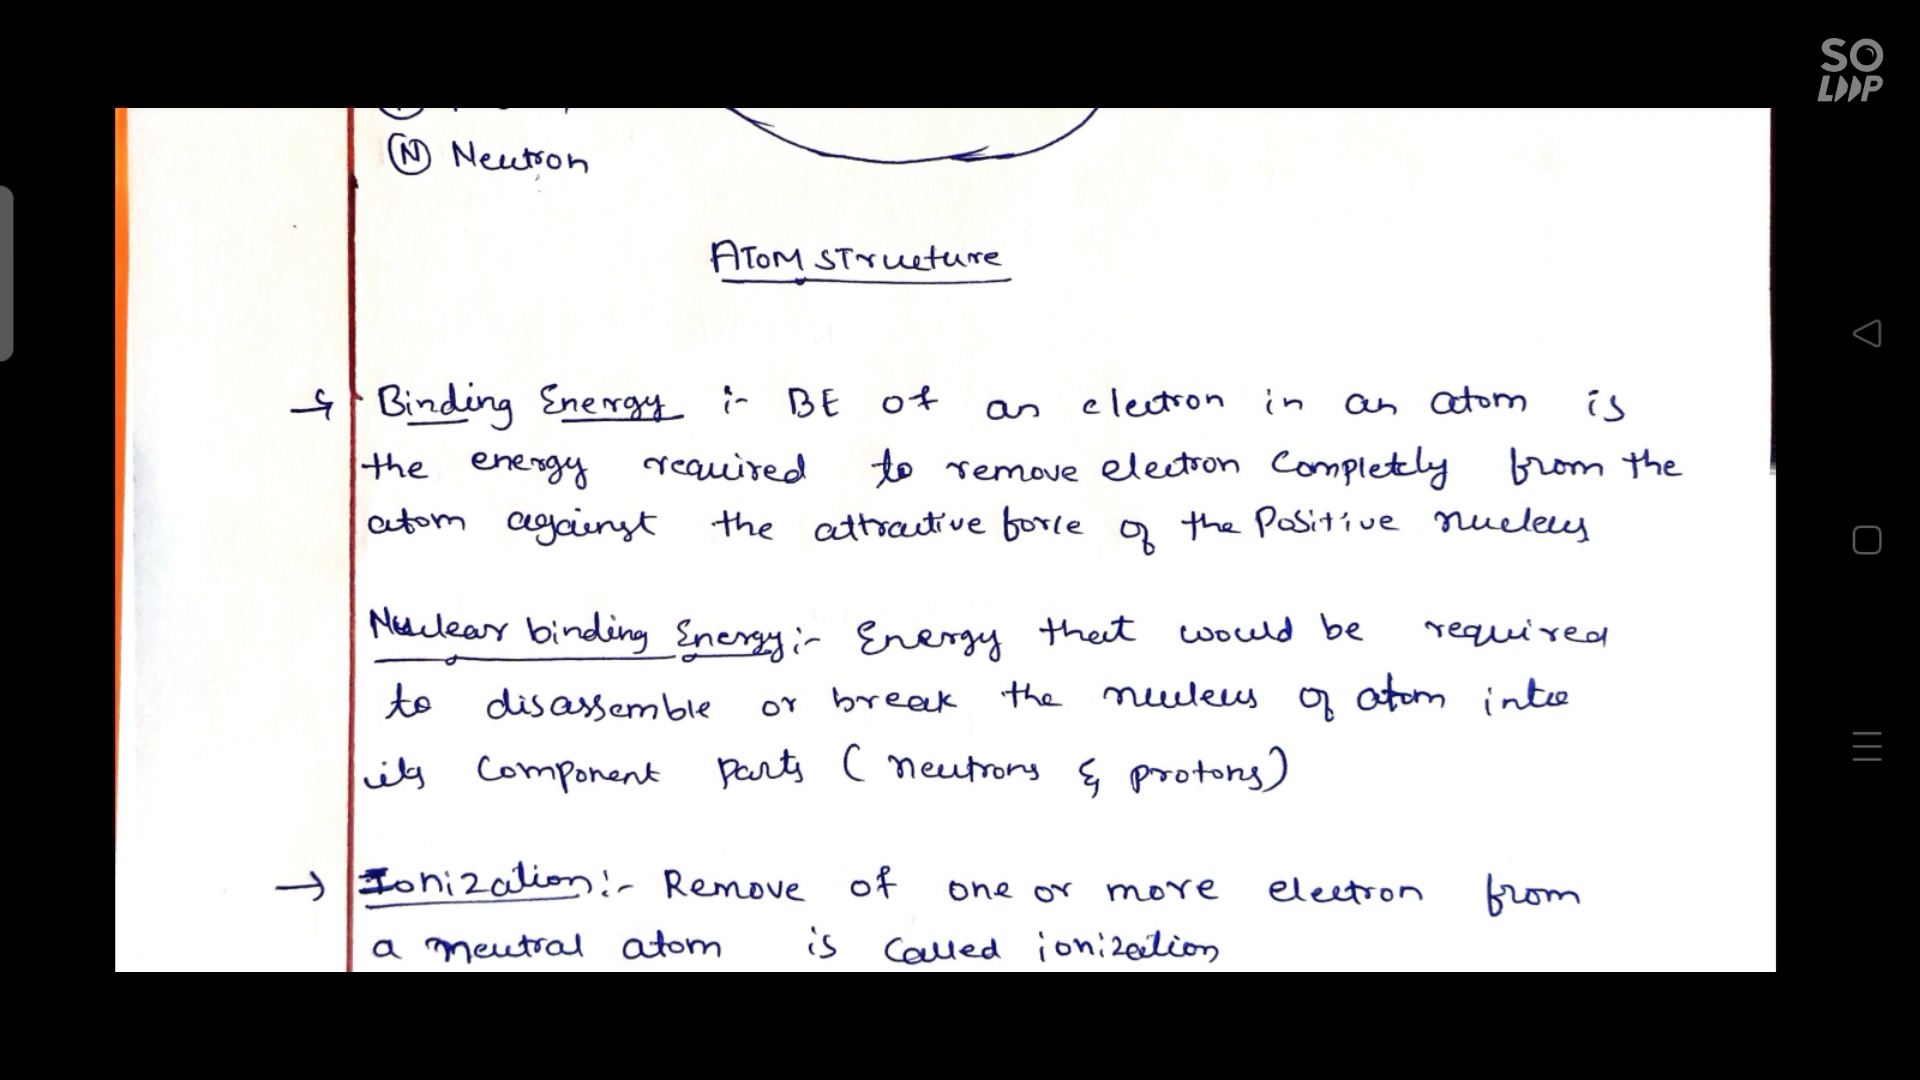 SO
LOOP
(N) Neutron
ATOM STructure
→ Binding Energy :- BE of an electron in an atom is
the energy required to remove electron completely from the
atom against the attractive force of the Positive nucleus
Nuclear binding Energy :- Energy that would be required
to disassemble or break the nucleus of atom into
its component parts ( neutrons & protons)
→ Ionization :- Remove of one or more electron from
a neutral atom is called ionization